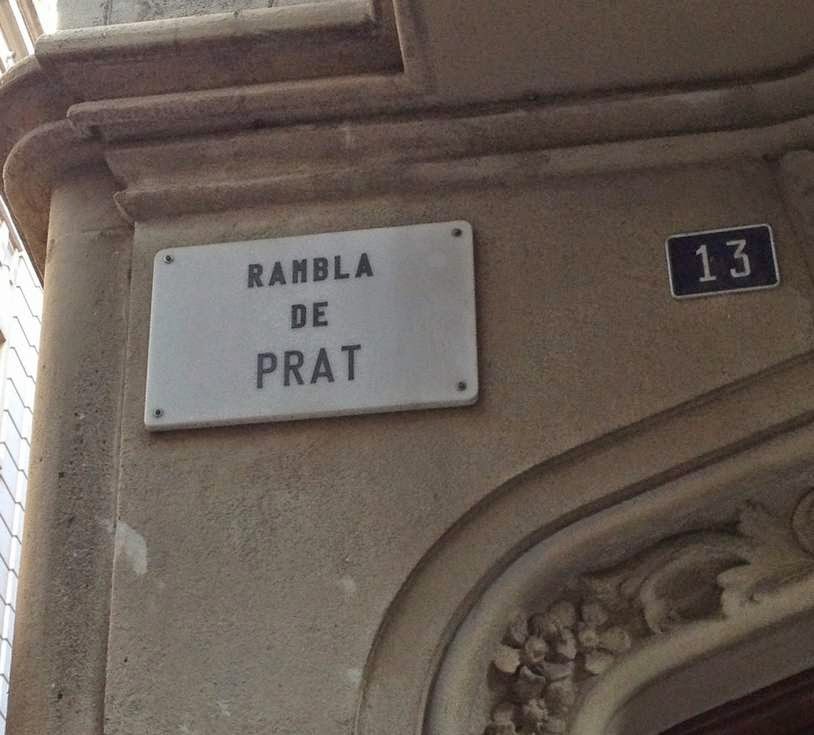 RAMBLA
DE
PRAT
13